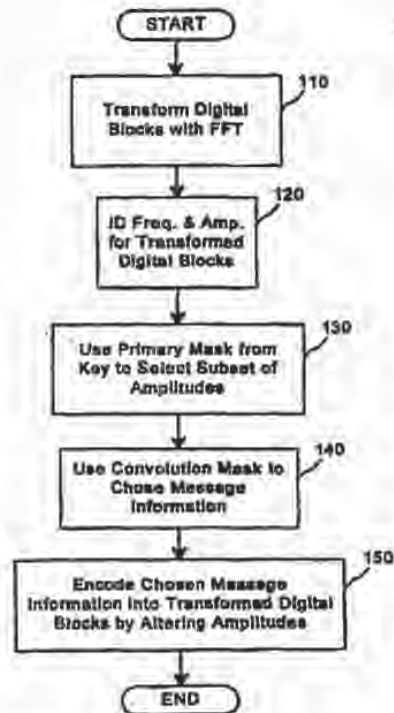 START
110
Transform Digital
Blocks with FFT
120
ID Freq. & Amp.
for Transformed
Digital Blocks
130
Use Primary Mask from
Key to Select Subset of
Amplitudes
140
Use Convolution Mask to
Chose Message
Information
150
Encode Chosen Message
Information into Transformed Digital
Blocks by Altering Amplitudes
END